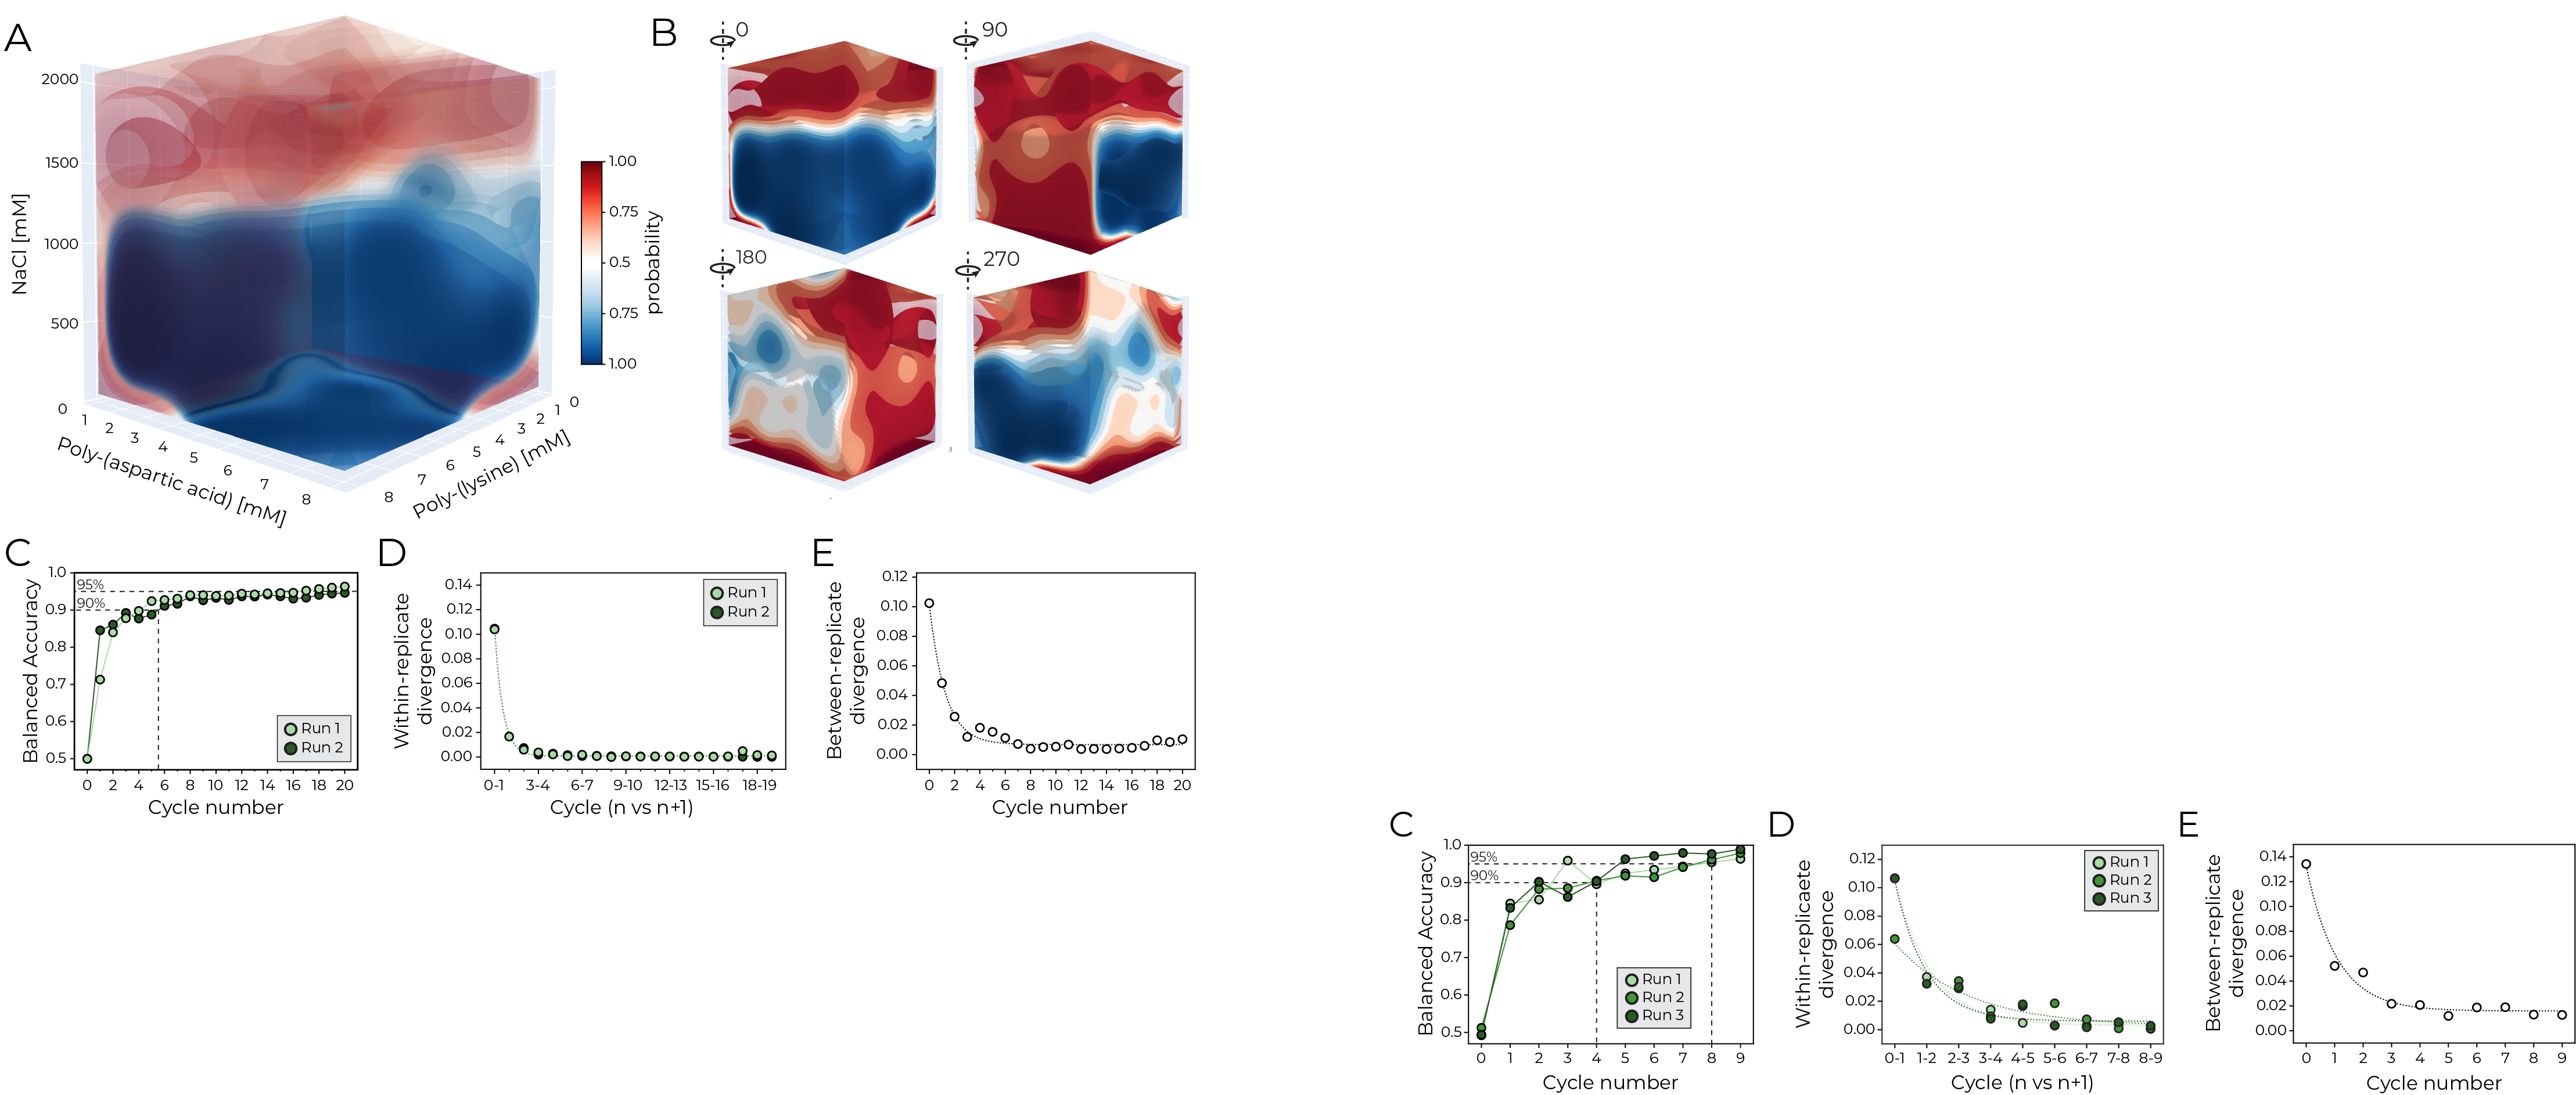 A
2000
1500
1000
500
0
NaCl [mM]
1 2 3 4 5 6 7 8
Poly-(aspartic acid) [mM]
8 7 6 5 4 3 2 1 0
Poly-(lysine) [mM]
1.00
0.75
0.5
0.75
1.00
probability
B
0
90
180
270
C
Balanced Accuracy
1.0
0.9
0.8
0.7
0.6
0.5
95%
90%
Run 1
Run 2
0 2 4 6 8 10 12 14 16 18 20
Cycle number
D
Within-replicate
divergence
0.14
0.12
0.10
0.08
0.06
0.04
0.02
0.00
Run 1
Run 2
0-1 3-4 6-7 9-10 12-13 15-16 18-19
Cycle (n vs n+1)
E
Between-replicate
divergence
0.12
0.10
0.08
0.06
0.04
0.02
0.00
0 2 4 6 8 10 12 14 16 18 20
Cycle number
C
Balanced Accuracy
1.0
0.9
0.8
0.7
0.6
0.5
95%
90%
Run 1
Run 2
Run 3
0 1 2 3 4 5 6 7 8 9
Cycle number
D
Within-replicaete
divergence
0.12
0.10
0.08
0.06
0.04
0.02
0.00
Run 1
Run 2
Run 3
0-1 1-2 2-3 3-4 4-5 5-6 6-7 7-8 8-9
Cycle (n vs n+1)
E
Between-replicate
divergence
0.14
0.12
0.10
0.08
0.06
0.04
0.02
0.00
0 1 2 3 4 5 6 7 8 9
Cycle number